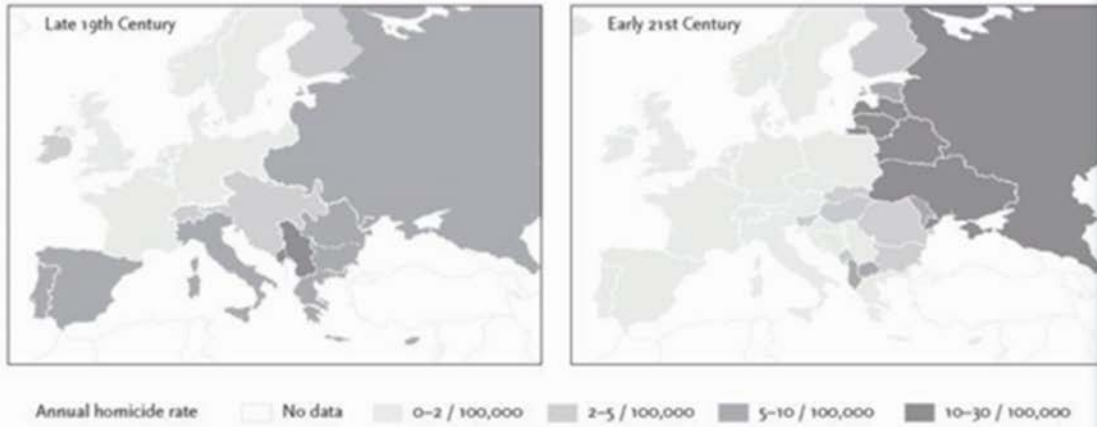 Late 19th Century
Early 21st Century
Annual homicide rate No data 0–2 / 100,000 2–5 / 100,000 5–10 / 100,000 10–30 / 100,000